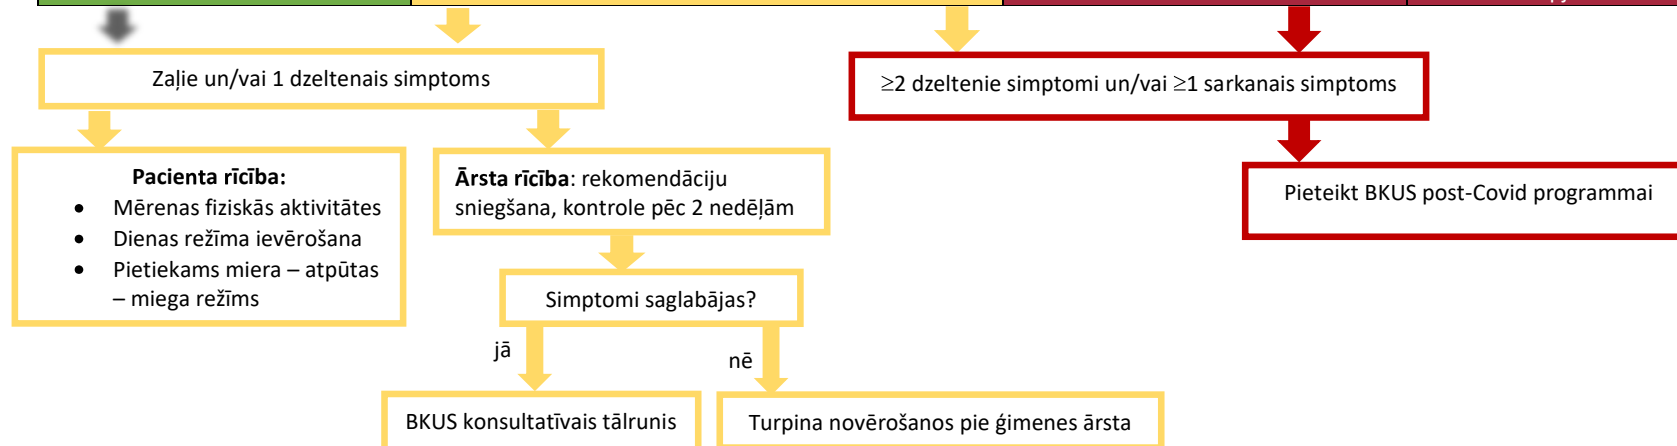 Zaļie un/vai 1 dzeltenais simptoms
≥2 dzeltenie simptomi un/vai ≥1 sarkanais simptoms
Pacienta rīcība:
• Mērenas fiziskās aktivitātes
• Dienas režīma ievērošana
• Pietiekams miera – atpūtas
– miega režīms
Ārsta rīcība: rekomendāciju
sniegšana, kontrole pēc 2 nedēļām
Pieteikt BKUS post-Covid programmai
Simptomi saglabājas?
jā
nē
BKUS konsultatīvais tālrunis
Turpina novērošanos pie ģimenes ārsta